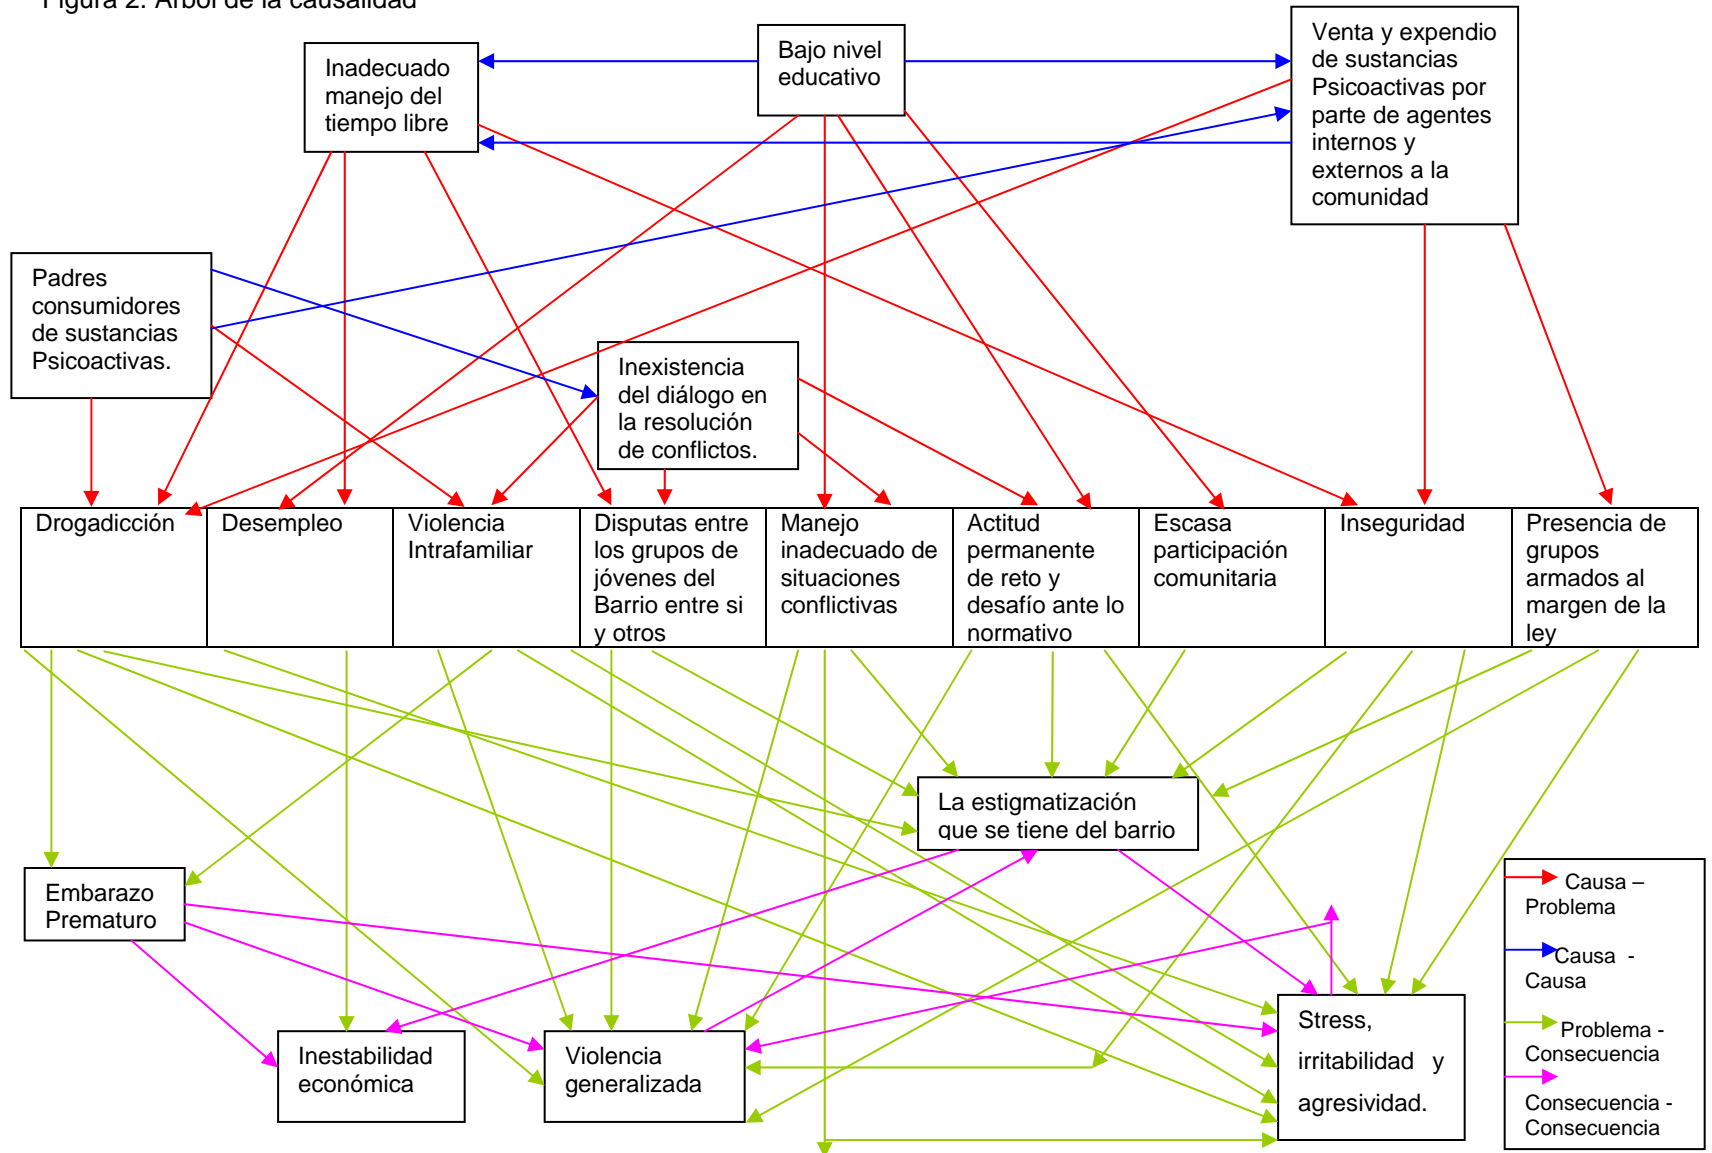 Figura 2. Árbol de la causalidad
Inadecuado
manejo del
tiempo libre
Bajo nivel
educativo
Venta y expendio
de sustancias
Psicoactivas por
parte de agentes
internos y
externos a la
comunidad
Padres
consumidores
de sustancias
Psicoactivas.
Inexistencia
del diálogo en
la resolución
de conflictos.
Drogadicción
Desempleo
Violencia
Intrafamiliar
Disputas entre
los grupos de
jóvenes del
Barrio entre si
y otros
Manejo
inadecuado de
situaciones
conflictivas
Actitud
permanente
de reto y
desafío ante lo
normativo
Escasa
participación
comunitaria
Inseguridad
Presencia de
grupos
armados al
margen de la
ley
La estigmatización
que se tiene del barrio
Embarazo
Prematuro
Inestabilidad
económica
Violencia
generalizada
Stress,
irritabilidad y
agresividad.
Causa –
Problema
Causa -
Causa
Problema -
Consecuencia
Consecuencia -
Consecuencia